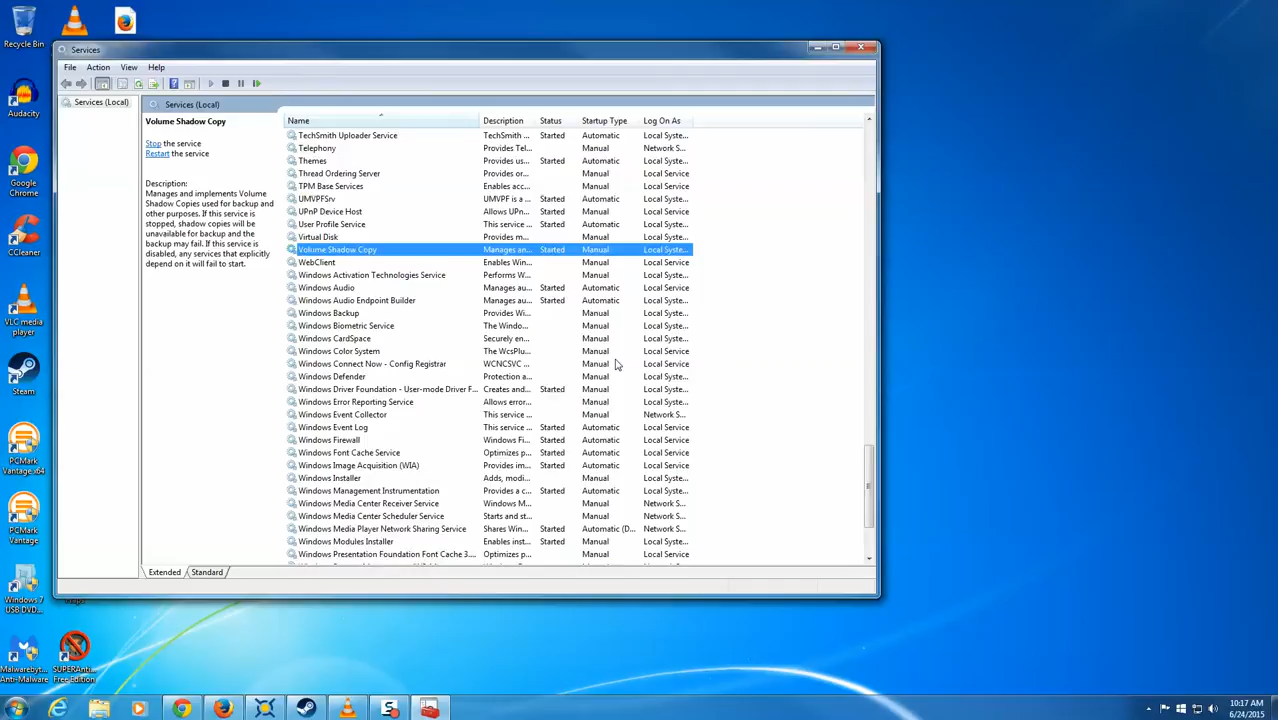 Recycle Bin
Audacity
Google
Chrome
CCleaner
VLC media
player
Steam
PCMark
Vantage x64
PCMark
Vantage
Windows 7
USB DVD...
Malwareby...
Anti-Malware
SUPERAnti...
Free Edition
Services
File Action View Help
Services (Local)
Services (Local)
Volume Shadow Copy
Stop the service
Restart the service
Description:
Manages and implements Volume
Shadow Copies used for backup and
other purposes. If this service is
stopped, shadow copies will be
unavailable for backup and the
backup may fail. If this service is
disabled, any services that explicitly
depend on it will fail to start.
Name Description Status Startup Type Log On As
TechSmith Uploader Service TechSmith ... Started Automatic Local Syste...
Telephony Provides Tel... Manual Network S...
Themes Provides us... Started Automatic Local Syste...
Thread Ordering Server Provides or... Manual Local Service
TPM Base Services Enables acc... Manual Local Service
UMVPFSrv UMVPF is a ... Started Automatic Local Syste...
UPnP Device Host Allows UPn... Started Manual Local Service
User Profile Service This service ... Started Automatic Local Syste...
Virtual Disk Provides m... Manual Local Syste...
Volume Shadow Copy Manages an... Started Manual Local Syste...
WebClient Enables Win... Manual Local Service
Windows Activation Technologies Service Performs W... Manual Local Syste...
Windows Audio Manages au... Started Automatic Local Service
Windows Audio Endpoint Builder Manages au... Started Automatic Local Syste...
Windows Backup Provides Wi... Manual Local Syste...
Windows Biometric Service The Windo... Manual Local Syste...
Windows CardSpace Securely en... Manual Local Syste...
Windows Color System The WcsPlu... Manual Local Service
Windows Connect Now - Config Registrar WCNCSVC ... Manual Local Service
Windows Defender Protection a... Manual Local Syste...
Windows Driver Foundation - User-mode Driver F... Creates and... Started Manual Local Syste...
Windows Error Reporting Service Allows error... Manual Local Syste...
Windows Event Collector This service ... Manual Network S...
Windows Event Log This service ... Started Automatic Local Service
Windows Firewall Windows Fi... Started Automatic Local Service
Windows Font Cache Service Optimizes p... Started Automatic Local Service
Windows Image Acquisition (WIA) Provides im... Started Automatic Local Service
Windows Installer Adds, modi... Manual Local Syste...
Windows Management Instrumentation Provides a c... Started Automatic Local Syste...
Windows Media Center Receiver Service Windows M... Manual Network S...
Windows Media Center Scheduler Service Starts and st... Manual Network S...
Windows Media Player Network Sharing Service Shares Win... Started Automatic (D... Network S...
Windows Modules Installer Enables inst... Started Manual Local Syste...
Windows Presentation Foundation Font Cache 3.... Optimizes p... Manual Local Service
Extended Standard
10:17 AM
6/24/2015